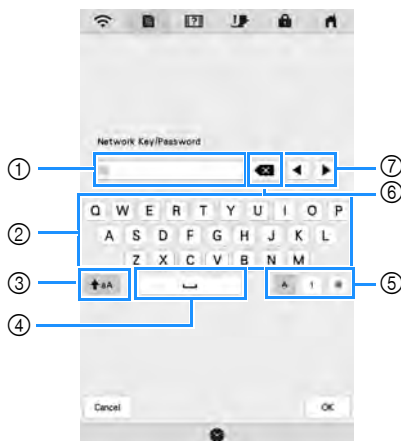 Network Key/Password
①
⑦
⑥
②
Q W E R T Y U I O P
A S D F G H J K L
Z X C V B N M
③
aA
A 1
⑤
④
Cancel
OK